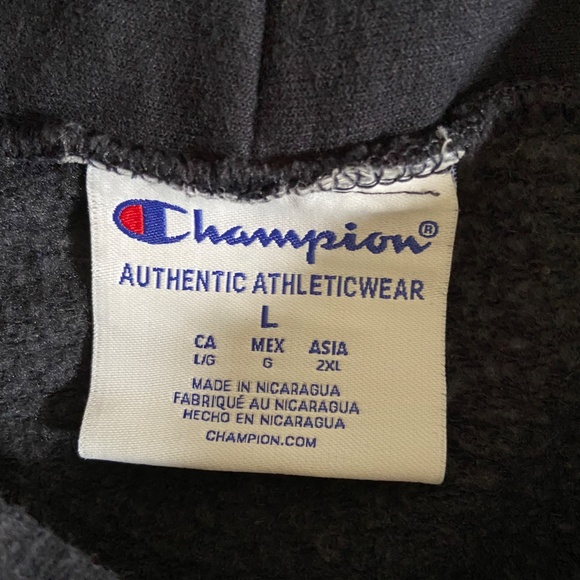 Champion®
AUTHENTIC ATHLETICWEAR
L
CA MEX ASIA
L/G G 2XL
MADE IN NICARAGUA
FABRIQUÉ AU NICARAGUA
HECHO EN NICARAGUA
CHAMPION.COM